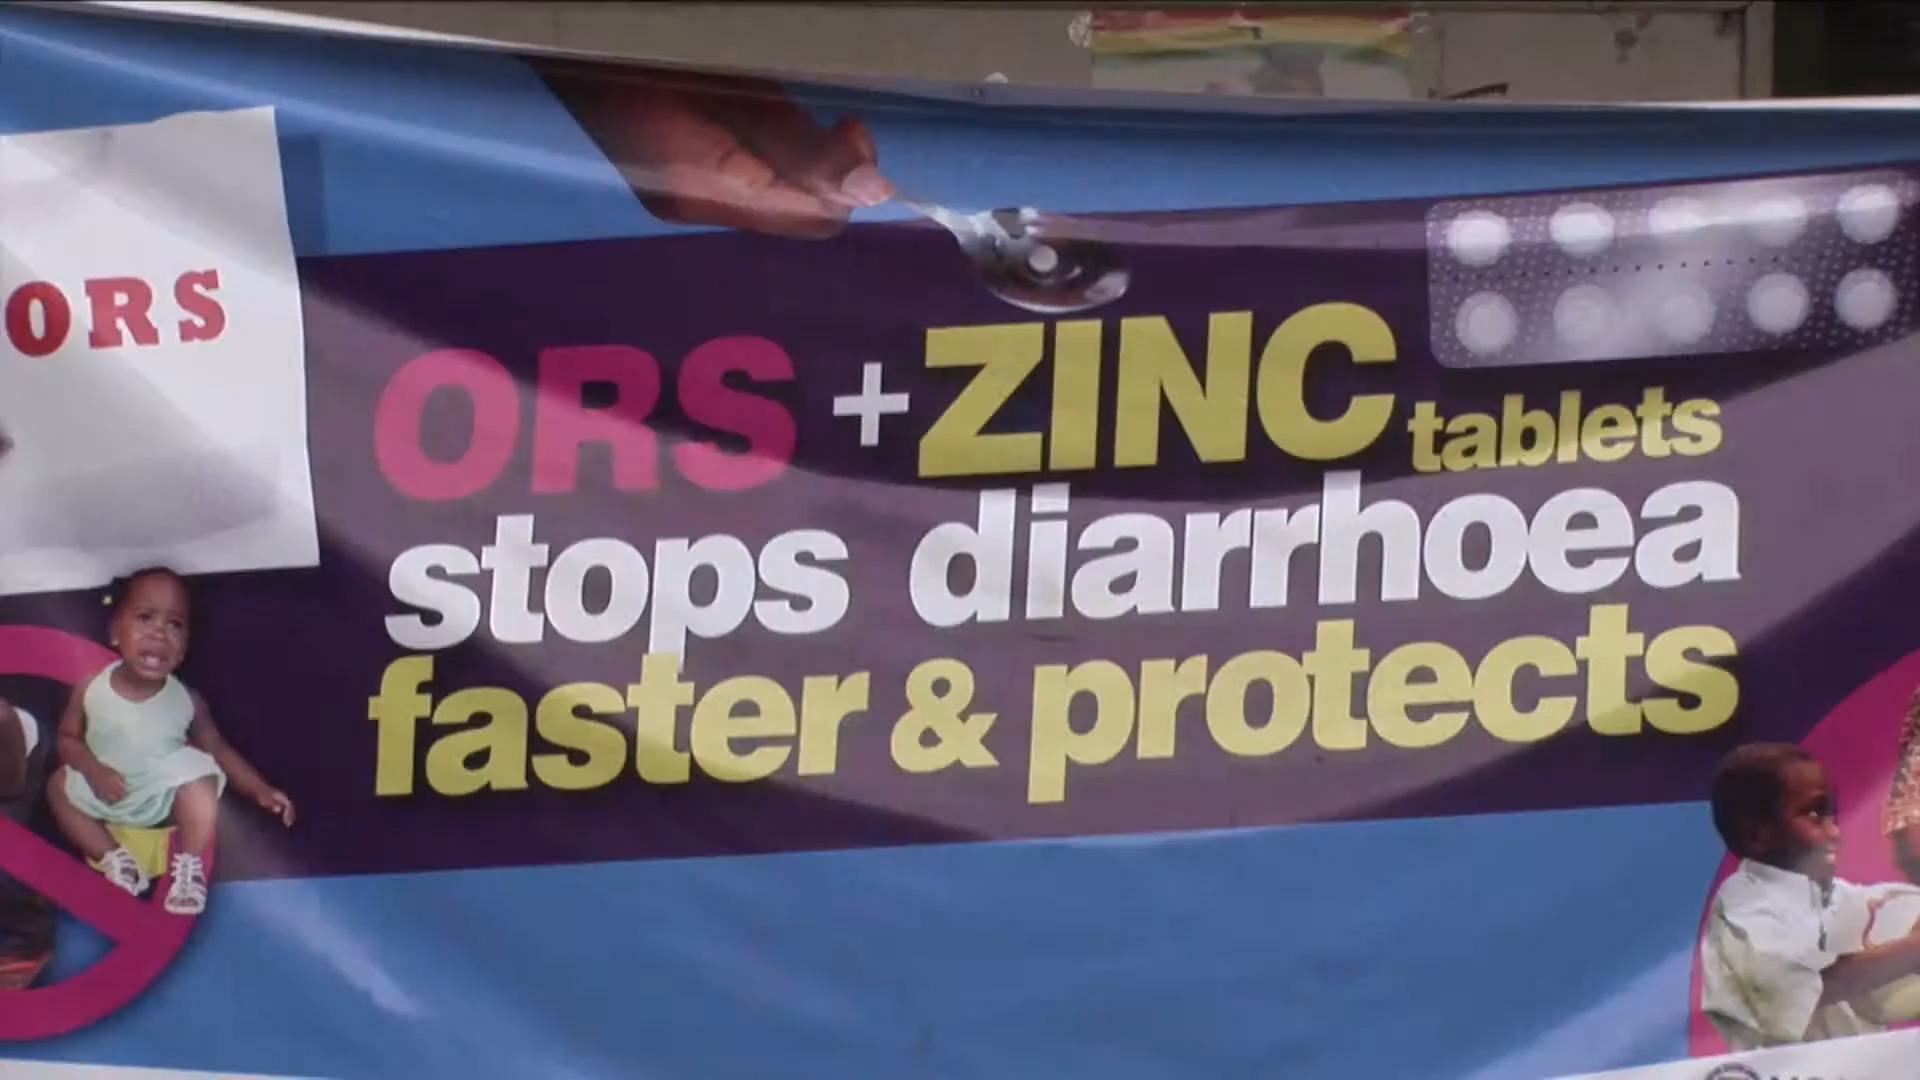 ORS
ORS + ZINC tablets
stops diarrhoea
faster & protects